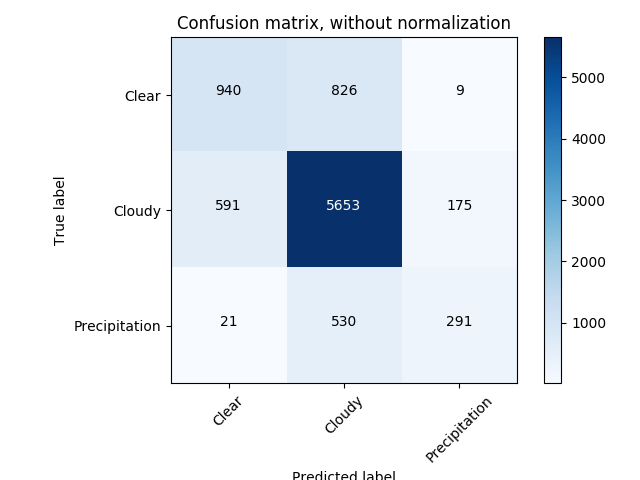 Confusion matrix, without normalization
Clear 940 826 9
Cloudy 591 5653 175
Precipitation 21 530 291
True label
Clear Cloudy Precipitation
Predicted label
5000
4000
3000
2000
1000